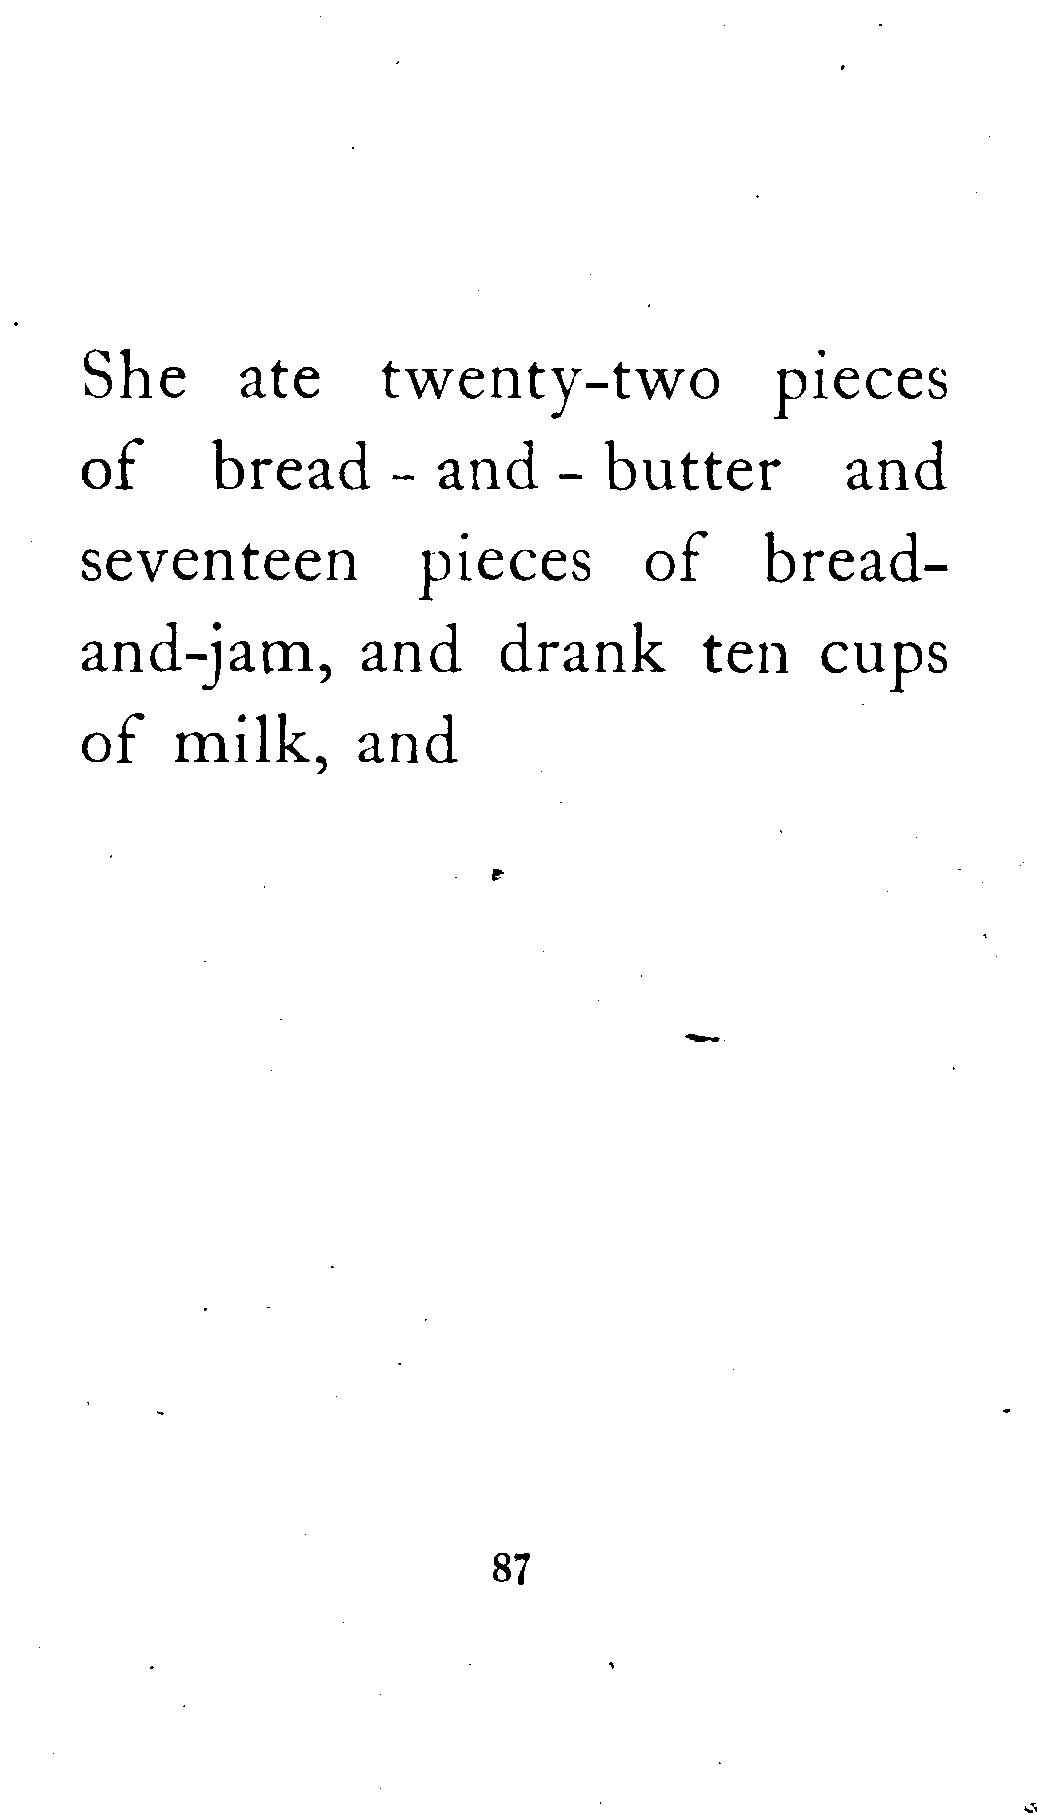 She ate twenty-two pieces
of bread - and - butter and
seventeen pieces of bread-
and-jam, and drank ten cups
of milk, and
87